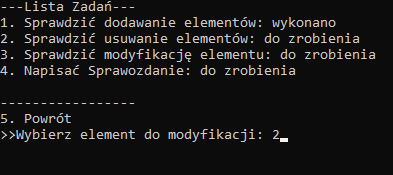 ---Lista Zadań---
1. Sprawdzić dodawanie elementów: wykonano
2. Sprawdzić usuwanie elementów: do zrobienia
3. Sprawdzić modyfikację elementu: do zrobienia
4. Napisać Sprawozdanie: do zrobienia
-----------------
5. Powrót
>>Wybierz element do modyfikacji: 2